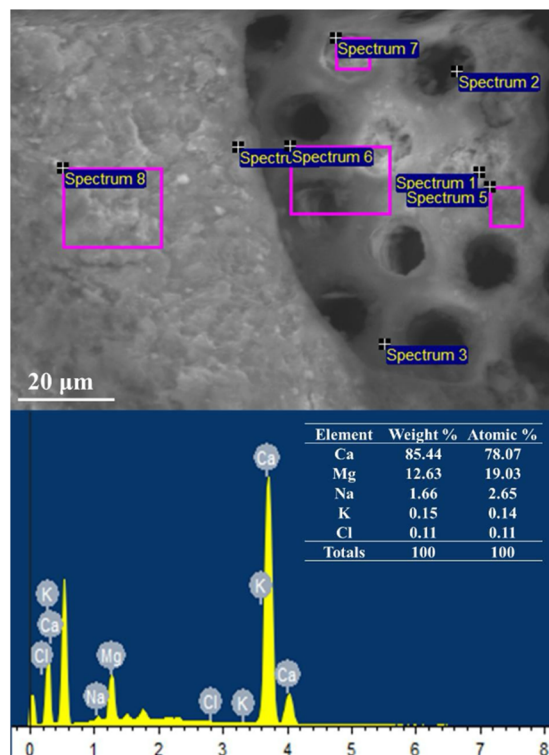 Spectrum 7
Spectrum 2
Spectrum 6
Spectrum 8
Spectrum 1
Spectrum 5
Spectrum 3
20 μm
Element Weight % Atomic %
Ca 85.44 78.07
Mg 12.63 19.03
Na 1.66 2.65
K 0.15 0.14
Cl 0.11 0.11
Totals 100 100
Ca
K
K
Ca
Cl
Mg
Ca
Na
Cl
K
0 1 2 3 4 5 6 7 8